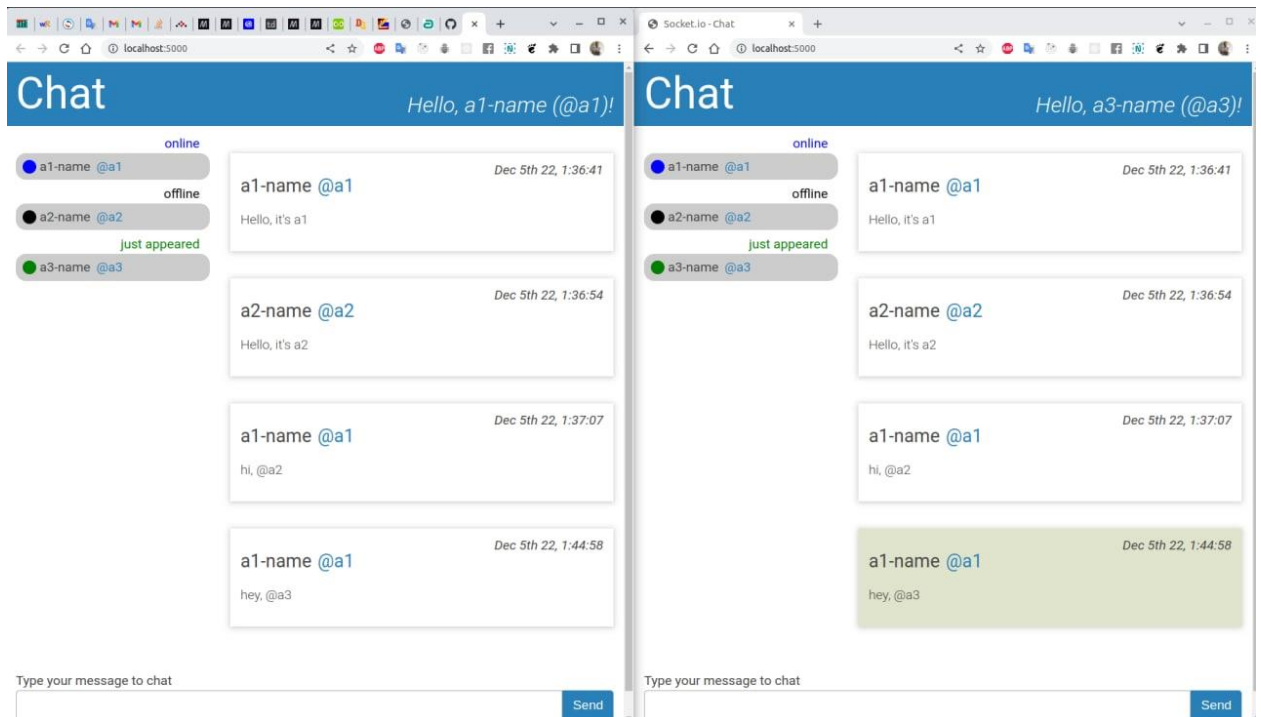 Socket.io - Chat
localhost:5000
localhost:5000
Chat
Hello, a1-name (@a1)!
online
a1-name @a1
offline
a2-name @a2
just appeared
a3-name @a3
Dec 5th 22, 1:36:41
a1-name @a1
Hello, it's a1
Dec 5th 22, 1:36:54
a2-name @a2
Hello, it's a2
Dec 5th 22, 1:37:07
a1-name @a1
hi, @a2
Dec 5th 22, 1:44:58
a1-name @a1
hey, @a3
Type your message to chat
Send
Chat
Hello, a3-name (@a3)!
online
a1-name @a1
offline
a2-name @a2
just appeared
a3-name @a3
Dec 5th 22, 1:36:41
a1-name @a1
Hello, it's a1
Dec 5th 22, 1:36:54
a2-name @a2
Hello, it's a2
Dec 5th 22, 1:37:07
a1-name @a1
hi, @a2
Dec 5th 22, 1:44:58
a1-name @a1
hey, @a3
Type your message to chat
Send